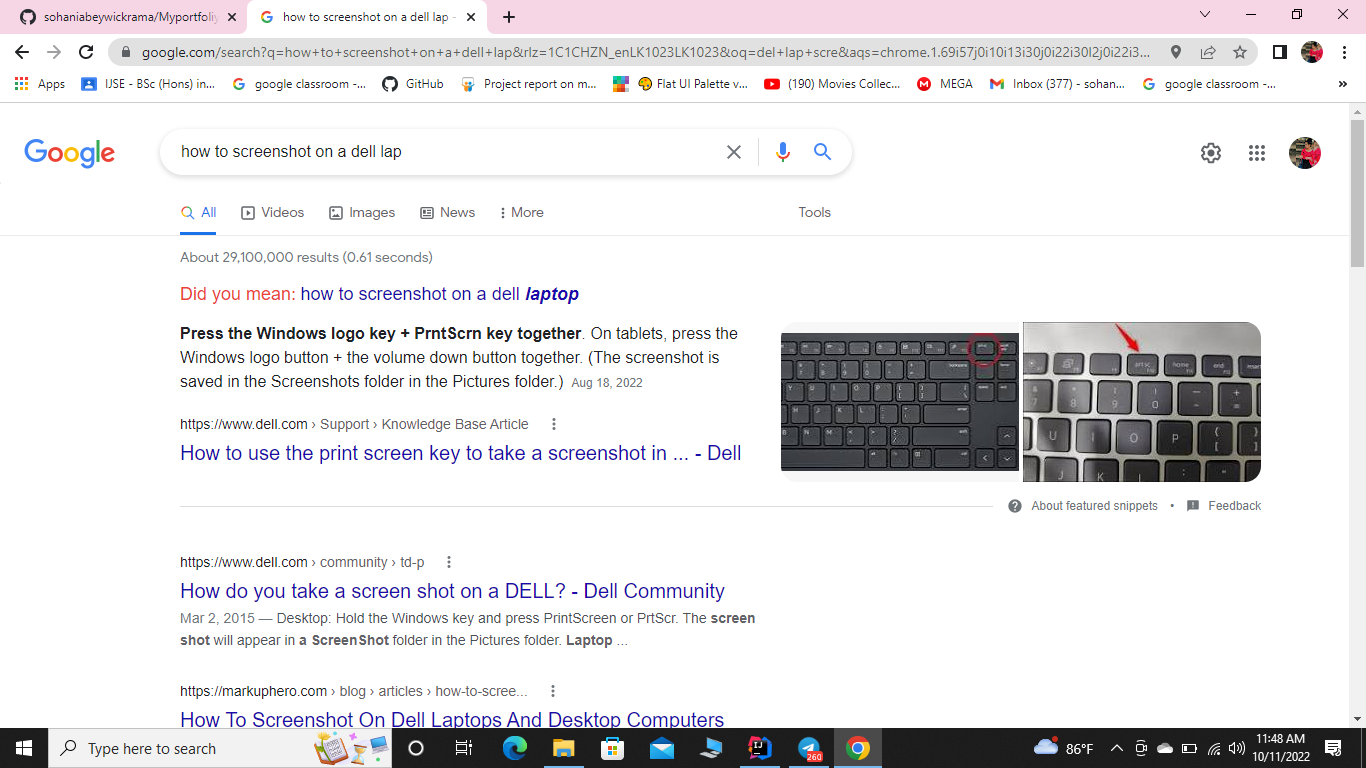 sohaniabeywickrama/Myportfoliy
how to screenshot on a dell lap -
google.com/search?q=how+to+screenshot+on+a+dell+lap&rlz=1C1CHZN_enLK1023LK1023&oq=del+lap+scre&aqs=chrome.1.69i57j0i10i13i30j0i22i30l2j0i22i3...
Apps IJSE - BSc (Hons) in... google classroom -... GitHub Project report on m... Flat UI Palette v... (190) Movies Collec... MEGA Inbox (377) - sohan... google classroom -... »
Google
how to screenshot on a dell lap
All Videos Images News More Tools
About 29,100,000 results (0.61 seconds)
Did you mean: how to screenshot on a dell laptop
Press the Windows logo key + PrntScrn key together. On tablets, press the
Windows logo button + the volume down button together. (The screenshot is
saved in the Screenshots folder in the Pictures folder.) Aug 18, 2022
https://www.dell.com › Support › Knowledge Base Article
How to use the print screen key to take a screenshot in ... - Dell
prt sc home end
8 9 0
U I O P
J K L
About featured snippets • Feedback
https://www.dell.com › community › td-p
How do you take a screen shot on a DELL? - Dell Community
Mar 2, 2015 — Desktop: Hold the Windows key and press PrintScreen or PrtScr. The screen
shot will appear in a ScreenShot folder in the Pictures folder. Laptop ...
https://markuphero.com › blog › articles › how-to-scree...
How To Screenshot On Dell Laptops And Desktop Computers
Type here to search
IJ
260
86°F
11:48 AM
10/11/2022